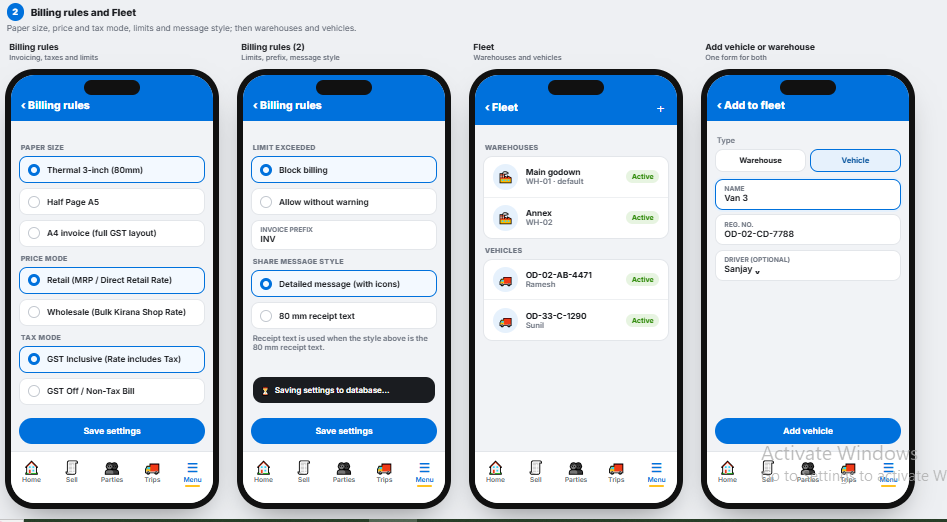 2 Billing rules and Fleet
Paper size, price and tax mode, limits and message style; then warehouses and vehicles.
Billing rules
Invoicing, taxes and limits
‹ Billing rules
PAPER SIZE
Thermal 3-inch (80mm)
Half Page A5
A4 invoice (full GST layout)
PRICE MODE
Retail (MRP / Direct Retail Rate)
Wholesale (Bulk Kirana Shop Rate)
TAX MODE
GST Inclusive (Rate includes Tax)
GST Off / Non-Tax Bill
Save settings
Home Sell Parties Trips Menu
Billing rules (2)
Limits, prefix, message style
‹ Billing rules
LIMIT EXCEEDED
Block billing
Allow without warning
INVOICE PREFIX
INV
SHARE MESSAGE STYLE
Detailed message (with icons)
80 mm receipt text
Receipt text is used when the style above is the
80 mm receipt text.
Saving settings to database...
Save settings
Home Sell Parties Trips Menu
Fleet
Warehouses and vehicles
‹ Fleet +
WAREHOUSES
Main godown
WH-01 · default
Active
Annex
WH-02
Active
VEHICLES
OD-02-AB-4471
Ramesh
Active
OD-33-C-1290
Sunil
Active
Home Sell Parties Trips Menu
Add vehicle or warehouse
One form for both
‹ Add to fleet
Type
Warehouse Vehicle
NAME
Van 3
REG. NO.
OD-02-CD-7788
DRIVER (OPTIONAL)
Sanjay
Add vehicle
Home Sell Parties Trips Menu
Activate Windows
Go to Settings to activate W